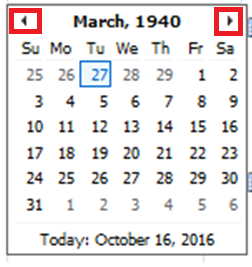 March, 1940
Su Mo Tu We Th Fr Sa
25 26 27 28 29 1 2
3 4 5 6 7 8 9
10 11 12 13 14 15 16
17 18 19 20 21 22 23
24 25 26 27 28 29 30
31 1 2 3 4 5 6
Today: October 16, 2016